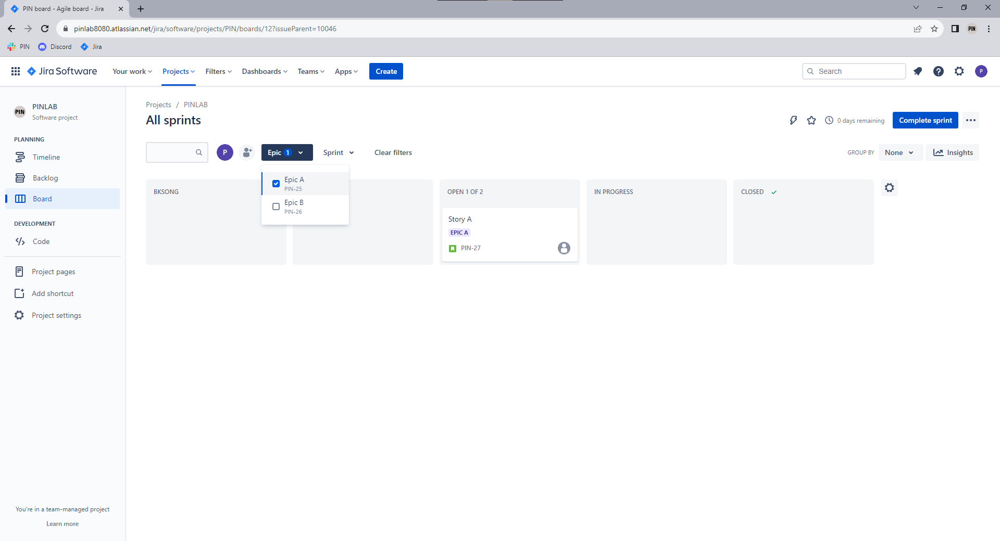 PIN board - Agile board - Jira
pinlab8080.atlassian.net/jira/software/projects/PIN/boards/12?issueParent=10046
PIN
PIN Discord Jira
Jira Software Your work Projects Filters Dashboards Teams Apps Create Search P
PIN
PINLAB
Software project
PLANNING
Timeline
Backlog
Board
DEVELOPMENT
Code
Project pages
Add shortcut
Project settings
You're in a team-managed project
Learn more
Projects / PINLAB
All sprints
0 days remaining Complete sprint
P Epic 1 Sprint Clear filters GROUP BY None Insights
Epic A
PIN-25
Epic B
PIN-26
BKSONG OPEN 1 OF 2 IN PROGRESS CLOSED
Story A
EPIC A
PIN-27